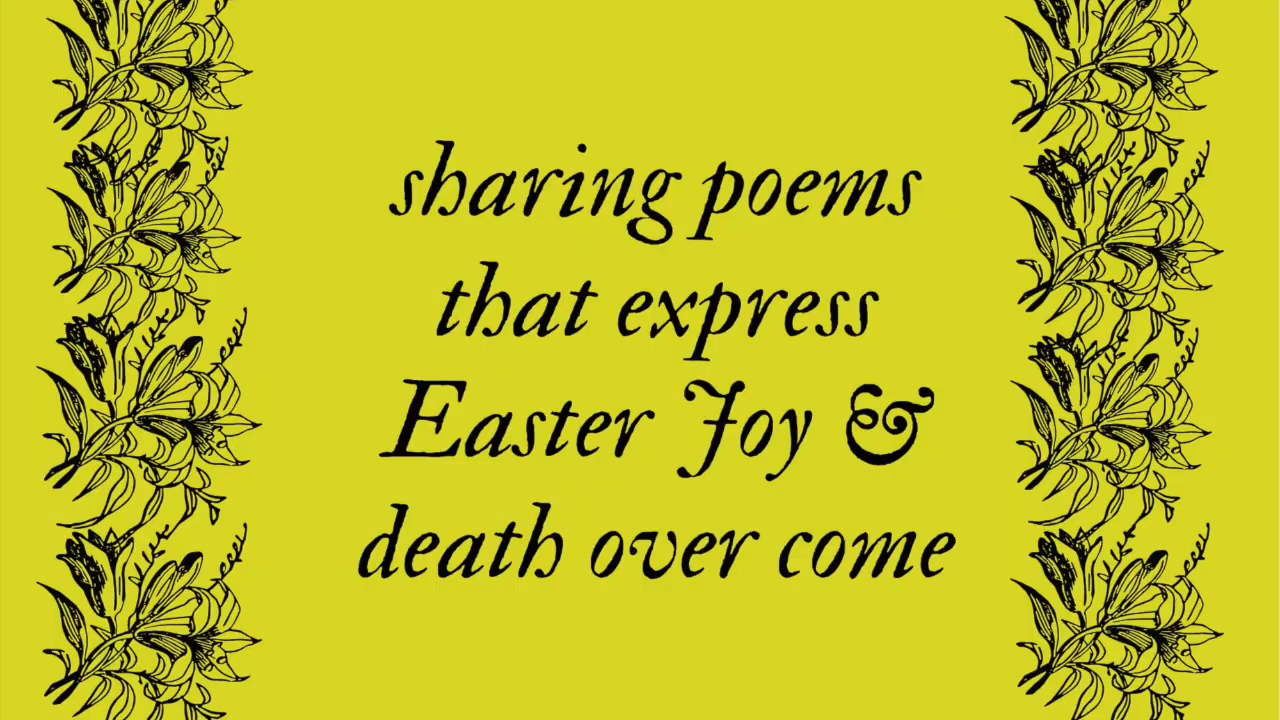 sharing poems
that express
Easter Joy &
death over come